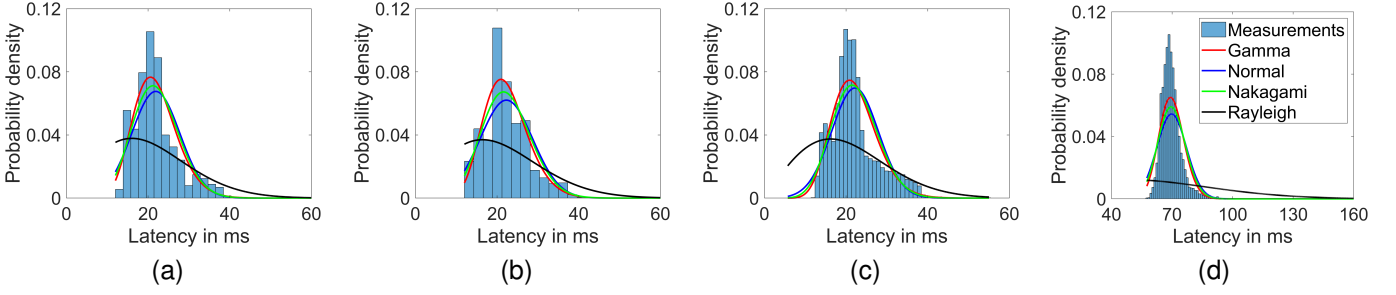 Probability density
0.12
0.08
0.04
0
0
20
40
60
Latency in ms
(a)
Probability density
0.12
0.08
0.04
0
0
20
40
60
Latency in ms
(b)
Probability density
0.12
0.08
0.04
0
0
20
40
60
Latency in ms
(c)
Probability density
0.12
0.08
0.04
0
40
70
100
130
160
Latency in ms
Measurements
Gamma
Normal
Nakagami
Rayleigh
(d)